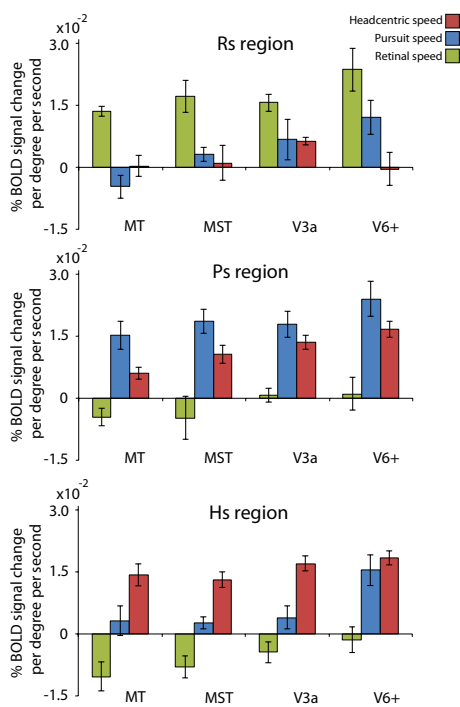 Headcentric speed
Pursuit speed
Retinal speed
x10⁻²
Rs region
3.0
1.5
0
-1.5
% BOLD signal change
per degree per second
MT MST V3a V6+
x10⁻²
Ps region
3.0
1.5
0
-1.5
% BOLD signal change
per degree per second
MT MST V3a V6+
x10⁻²
Hs region
3.0
1.5
0
-1.5
% BOLD signal change
per degree per second
MT MST V3a V6+